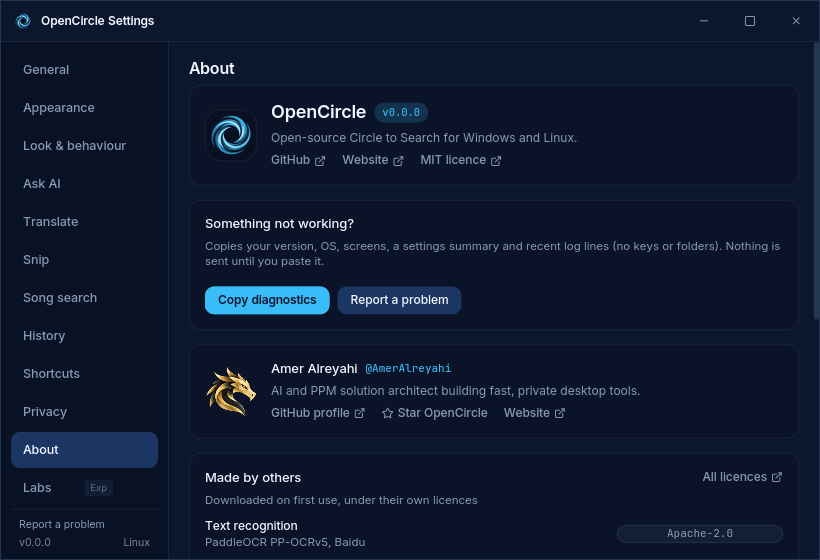 OpenCircle Settings
General
Appearance
Look & behaviour
Ask AI
Translate
Snip
Song search
History
Shortcuts
Privacy
About
Labs Exp
Report a problem
v0.0.0 Linux
About
OpenCircle v0.0.0
Open-source Circle to Search for Windows and Linux.
GitHub Website MIT licence
Something not working?
Copies your version, OS, screens, a settings summary and recent log lines (no keys or folders). Nothing is
sent until you paste it.
Copy diagnostics Report a problem
Amer Alreyahi @AmerAlreyahi
AI and PPM solution architect building fast, private desktop tools.
GitHub profile Star OpenCircle Website
Made by others All licences
Downloaded on first use, under their own licences
Text recognition
PaddleOCR PP-OCRv5, Baidu
Apache-2.0